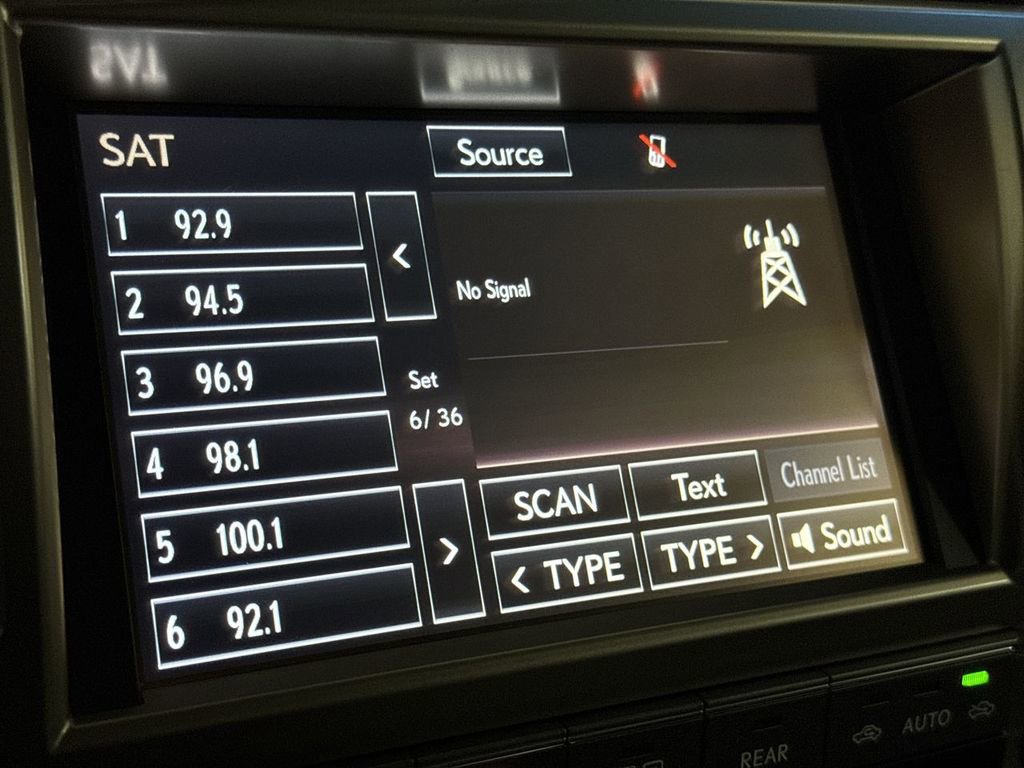 SAT
Source
1 92.9
<
2 94.5
No Signal
3 96.9
Set
6/ 36
4 98.1
SCAN
Text
Channel List
5 100.1
>
< TYPE
TYPE >
Sound
6 92.1
REAR
AUTO